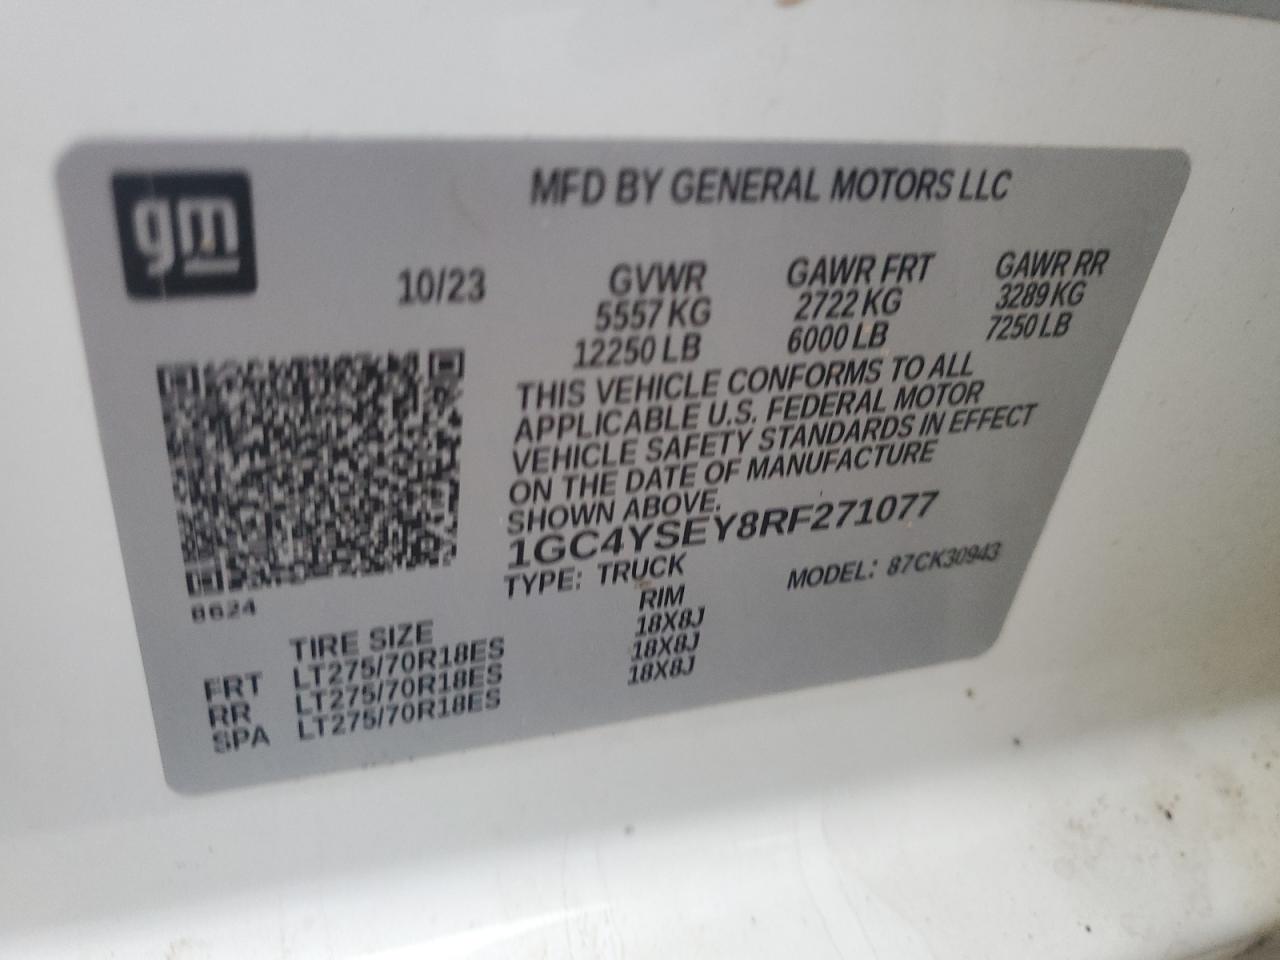 gm
MFD BY GENERAL MOTORS LLC
10/23
GVWR GAWR FRT GAWR RR
5557 KG 2722 KG 3289 KG
12250 LB 6000 LB 7250 LB
THIS VEHICLE CONFORMS TO ALL
APPLICABLE U.S. FEDERAL MOTOR
VEHICLE SAFETY STANDARDS IN EFFECT
ON THE DATE OF MANUFACTURE
SHOWN ABOVE.
1GC4YSEY8RF271077
TYPE: TRUCK MODEL: 87CK30943
8624
TIRE SIZE RIM
FRT LT275/70R18ES 18X8J
RR LT275/70R18ES 18X8J
SPA LT275/70R18ES 18X8J